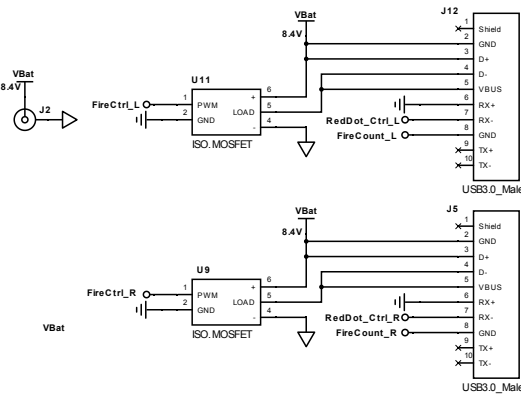 J12
VBat
8.4V
1 Shield
2 GND
3 D+
4 D-
5 VBUS
6 RX+
7 RX-
8 GND
9 TX+
10 TX-
USB3.0_Male
VBat
8.4V
J2
U11
FireCtrl_L
1 PWM
2 GND
+ 6
LOAD 5
- 4
ISO. MOSFET
RedDot_Ctrl_L
FireCount_L
J5
VBat
8.4V
1 Shield
2 GND
3 D+
4 D-
5 VBUS
6 RX+
7 RX-
8 GND
9 TX+
10 TX-
USB3.0_Male
U9
FireCtrl_R
1 PWM
2 GND
+ 6
LOAD 5
- 4
ISO. MOSFET
RedDot_Ctrl_R
FireCount_R
VBat